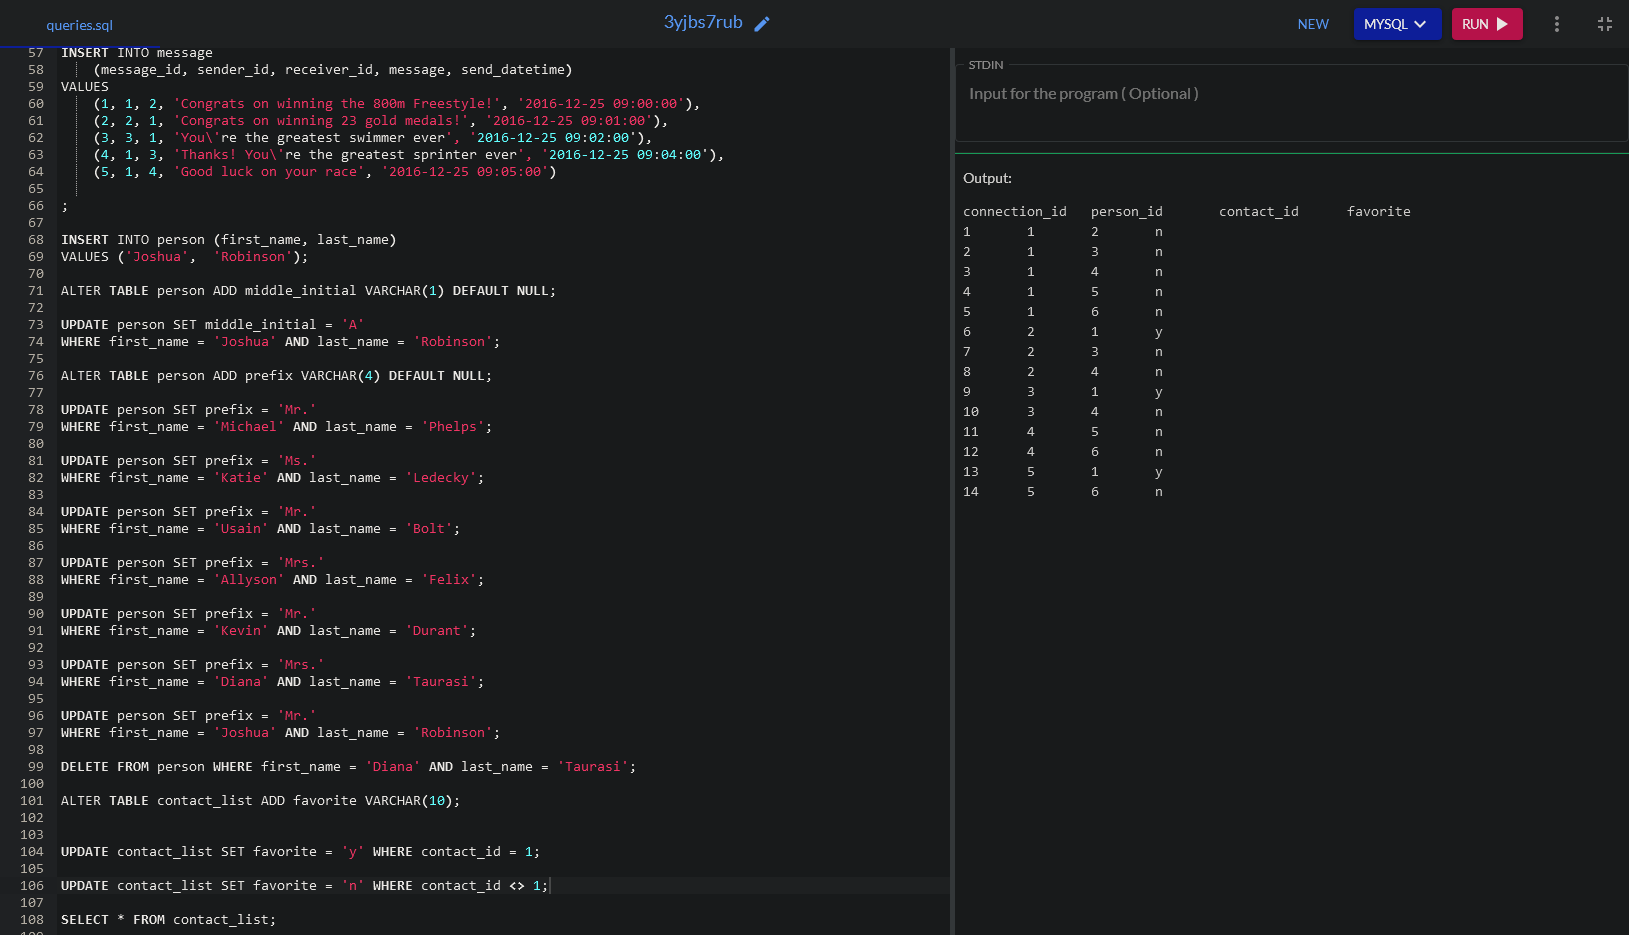 queries.sql
3yjbs7rub
NEW
MYSQL
RUN
57 INSERT INTO message
58 (message_id, sender_id, receiver_id, message, send_datetime)
59 VALUES
60 (1, 1, 2, 'Congrats on winning the 800m Freestyle!', '2016-12-25 09:00:00'),
61 (2, 2, 1, 'Congrats on winning 23 gold medals!', '2016-12-25 09:01:00'),
62 (3, 3, 1, 'You\'re the greatest swimmer ever', '2016-12-25 09:02:00'),
63 (4, 1, 3, 'Thanks! You\'re the greatest sprinter ever', '2016-12-25 09:04:00'),
64 (5, 1, 4, 'Good luck on your race', '2016-12-25 09:05:00')
65
66 ;
67
68 INSERT INTO person (first_name, last_name)
69 VALUES ('Joshua',  'Robinson');
70
71 ALTER TABLE person ADD middle_initial VARCHAR(1) DEFAULT NULL;
72
73 UPDATE person SET middle_initial = 'A'
74 WHERE first_name = 'Joshua' AND last_name = 'Robinson';
75
76 ALTER TABLE person ADD prefix VARCHAR(4) DEFAULT NULL;
77
78 UPDATE person SET prefix = 'Mr.'
79 WHERE first_name = 'Michael' AND last_name = 'Phelps';
80
81 UPDATE person SET prefix = 'Ms.'
82 WHERE first_name = 'Katie' AND last_name = 'Ledecky';
83
84 UPDATE person SET prefix = 'Mr.'
85 WHERE first_name = 'Usain' AND last_name = 'Bolt';
86
87 UPDATE person SET prefix = 'Mrs.'
88 WHERE first_name = 'Allyson' AND last_name = 'Felix';
89
90 UPDATE person SET prefix = 'Mr.'
91 WHERE first_name = 'Kevin' AND last_name = 'Durant';
92
93 UPDATE person SET prefix = 'Mrs.'
94 WHERE first_name = 'Diana' AND last_name = 'Taurasi';
95
96 UPDATE person SET prefix = 'Mr.'
97 WHERE first_name = 'Joshua' AND last_name = 'Robinson';
98
99 DELETE FROM person WHERE first_name = 'Diana' AND last_name = 'Taurasi';
100
101 ALTER TABLE contact_list ADD favorite VARCHAR(10);
102
103
104 UPDATE contact_list SET favorite = 'y' WHERE contact_id = 1;
105
106 UPDATE contact_list SET favorite = 'n' WHERE contact_id <> 1;
107
108 SELECT * FROM contact_list;
STDIN
Input for the program ( Optional )
Output:
connection_id person_id contact_id favorite
1 1 2 n
2 1 3 n
3 1 4 n
4 1 5 n
5 1 6 n
6 2 1 y
7 2 3 n
8 2 4 n
9 3 1 y
10 3 4 n
11 4 5 n
12 4 6 n
13 5 1 y
14 5 6 n